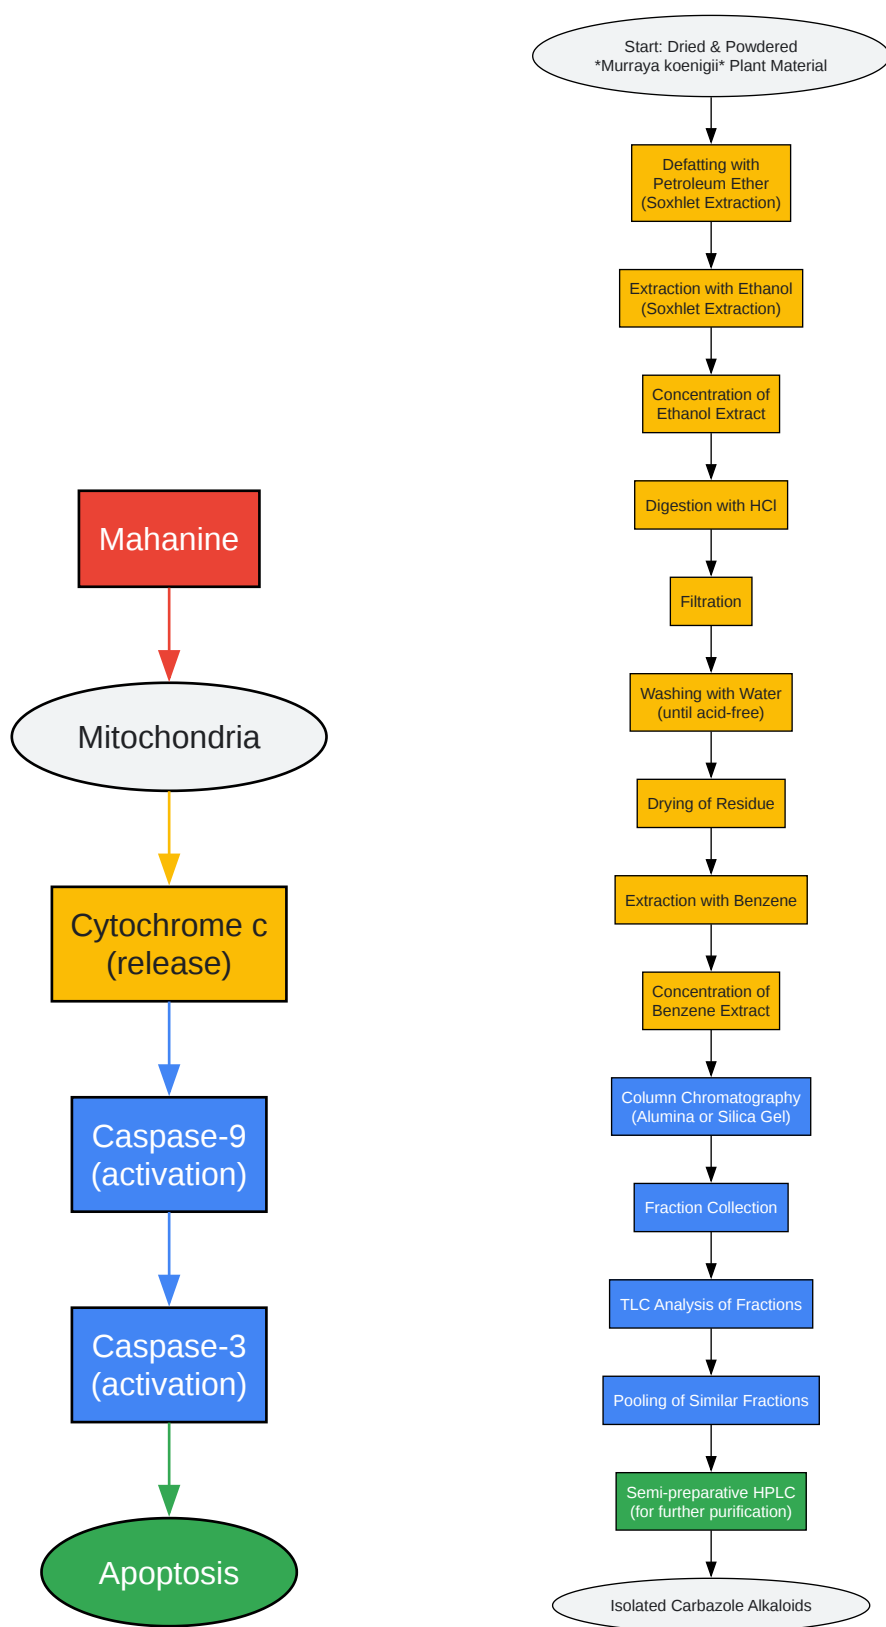 Mahanine
Mitochondria
Cytochrome c
(release)
Caspase-9
(activation)
Caspase-3
(activation)
Apoptosis
Start: Dried & Powdered
*Murraya koenigii* Plant Material
Defatting with
Petroleum Ether
(Soxhlet Extraction)
Extraction with Ethanol
(Soxhlet Extraction)
Concentration of
Ethanol Extract
Digestion with HCl
Filtration
Washing with Water
(until acid-free)
Drying of Residue
Extraction with Benzene
Concentration of
Benzene Extract
Column Chromatography
(Alumina or Silica Gel)
Fraction Collection
TLC Analysis of Fractions
Pooling of Similar Fractions
Semi-preparative HPLC
(for further purification)
Isolated Carbazole Alkaloids